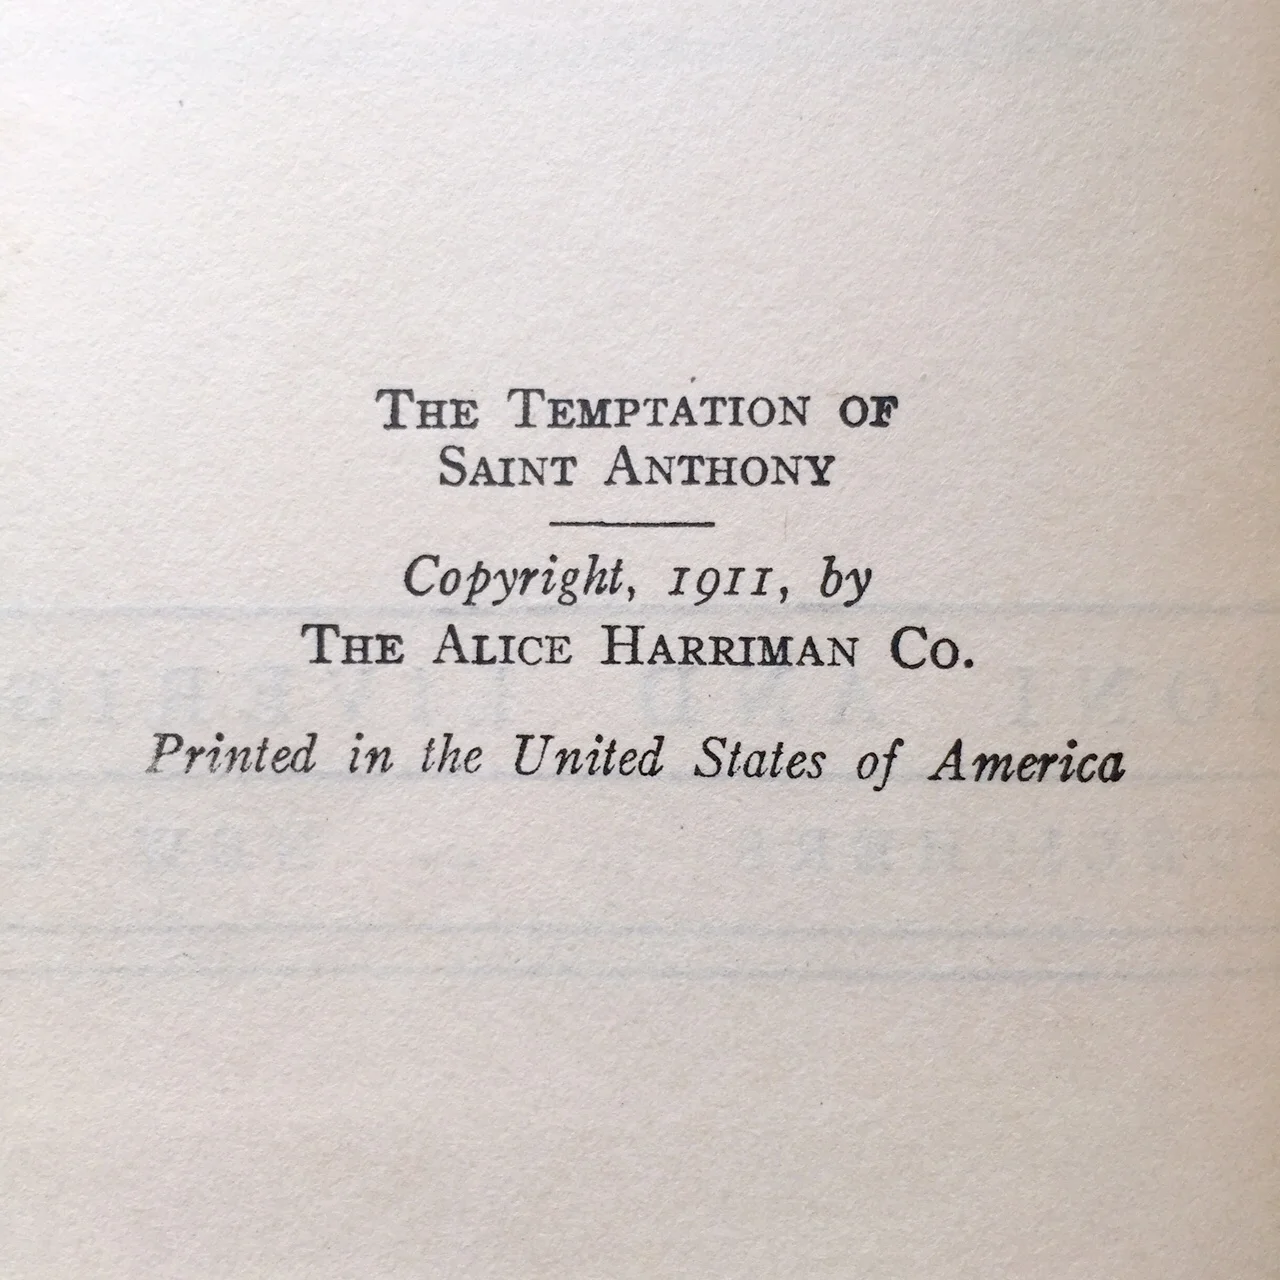 The Temptation of
Saint Anthony
Copyright, 1911, by
The Alice Harriman Co.
Printed in the United States of America